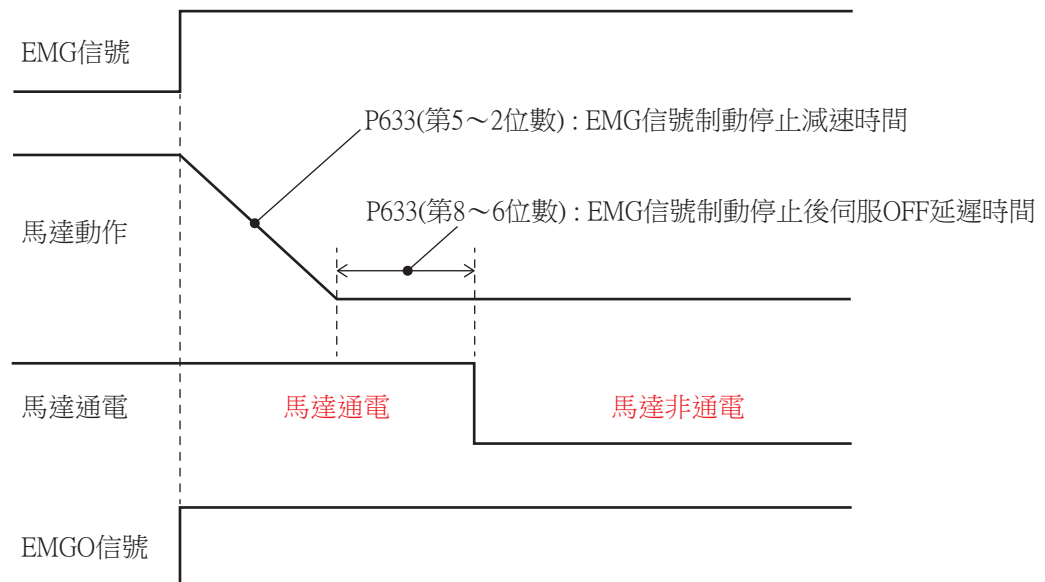 EMG信號
P633(第5～2位數) : EMG信號制動停止減速時間
P633(第8～6位數) : EMG信號制動停止後伺服OFF延遲時間
馬達動作
馬達通電
馬達通電
馬達非通電
EMGO信號